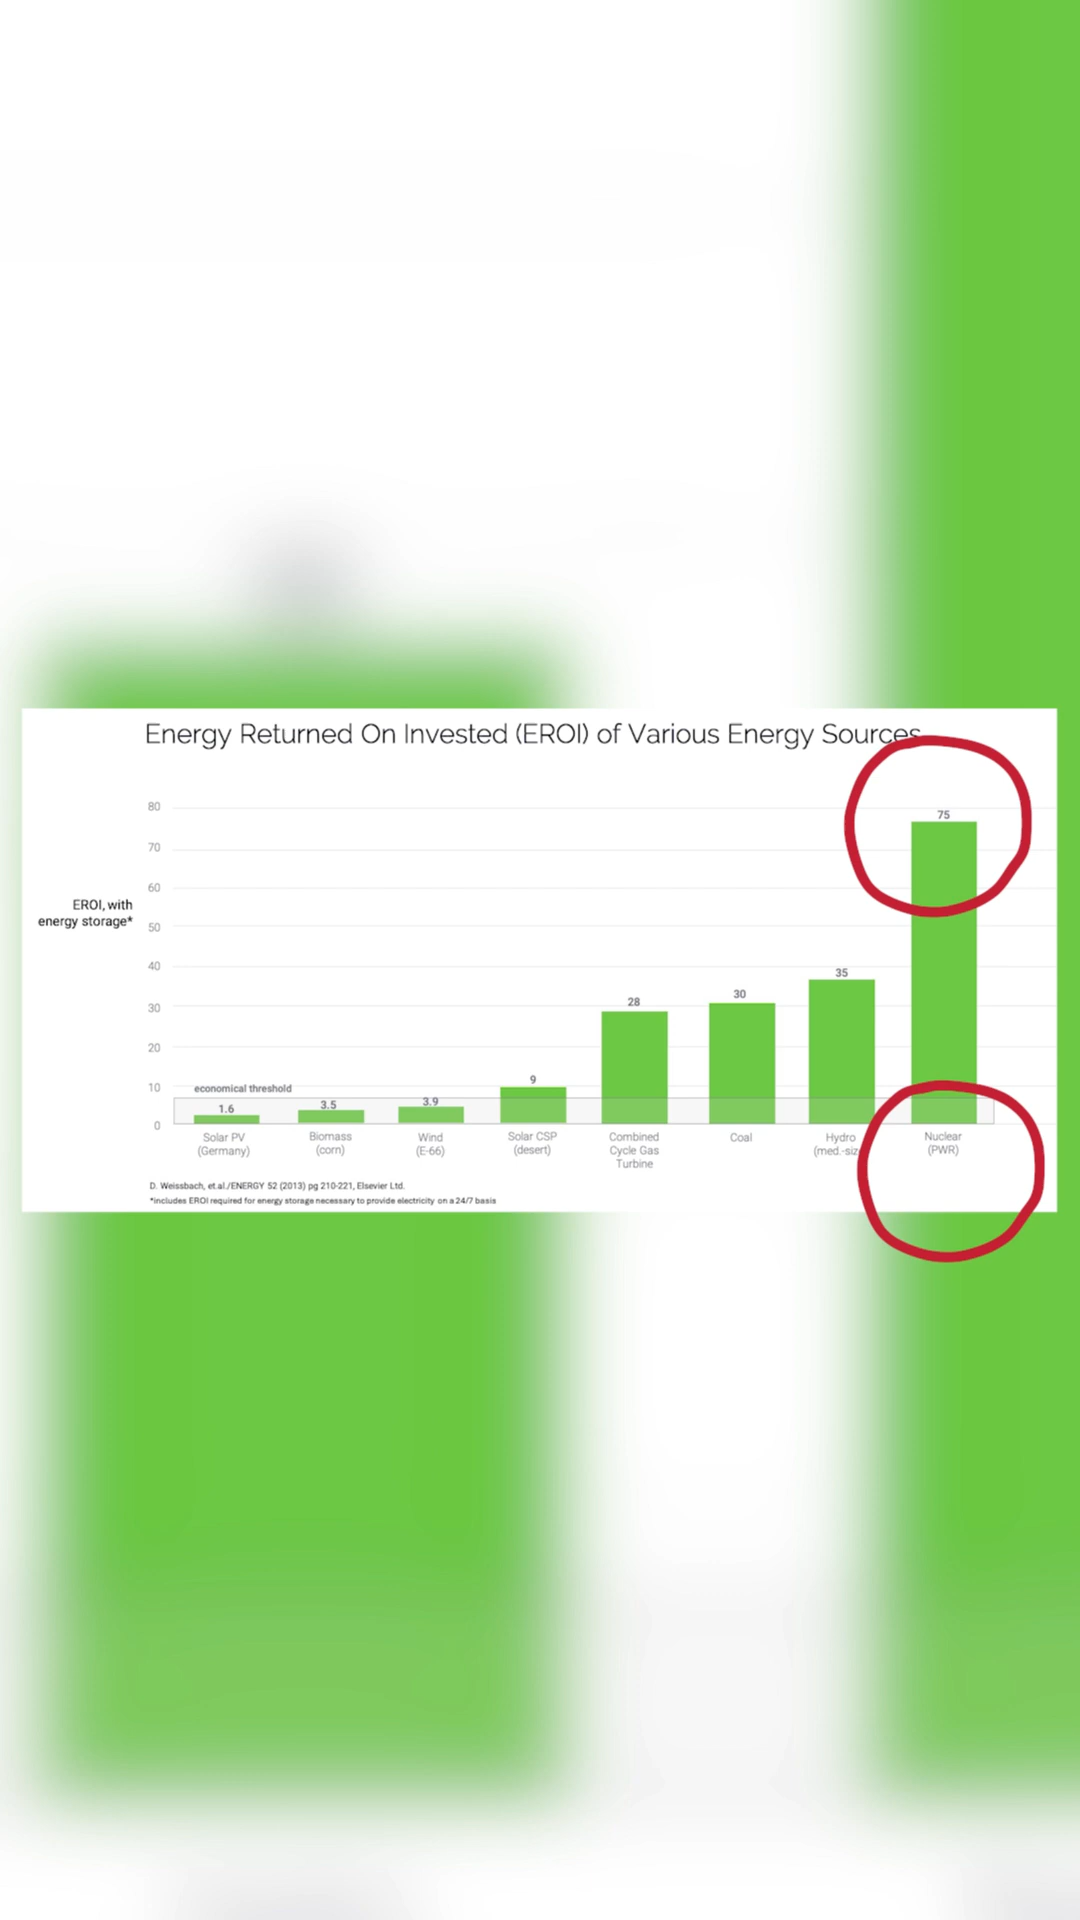 Energy Returned On Invested (EROI) of Various Energy Sources
80
70
60
50
40
30
20
10
0
EROI, with
energy storage*
economical threshold
1.6
3.5
3.9
9
28
30
35
75
Solar PV
(Germany)
Biomass
(corn)
Wind
(E-66)
Solar CSP
(desert)
Combined
Cycle Gas
Turbine
Coal
Hydro
(med.-siz
Nuclear
(PWR)
D. Weissbach, et.al./ENERGY 52 (2013) pg 210-221, Elsevier Ltd.
*includes EROI required for energy storage necessary to provide electricity on a 24/7 basis